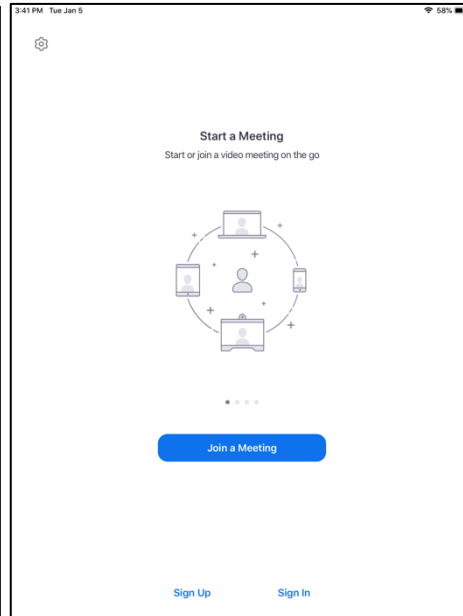 3:41 PM Tue Jan 5 58%
Start a Meeting
Start or join a video meeting on the go
Join a Meeting
Sign Up Sign In